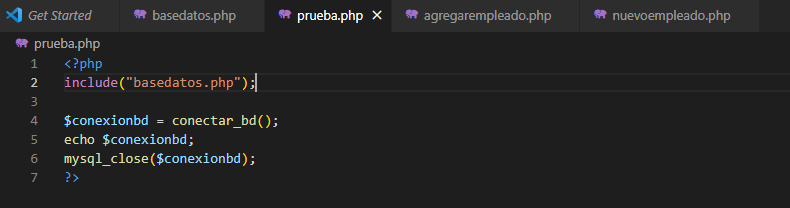 Get Started basedatos.php prueba.php agregarempleado.php nuevoempleado.php
prueba.php
1 <?php
2 include("basedatos.php");
3
4 $conexionbd = conectar_bd();
5 echo $conexionbd;
6 mysql_close($conexionbd);
7 ?>